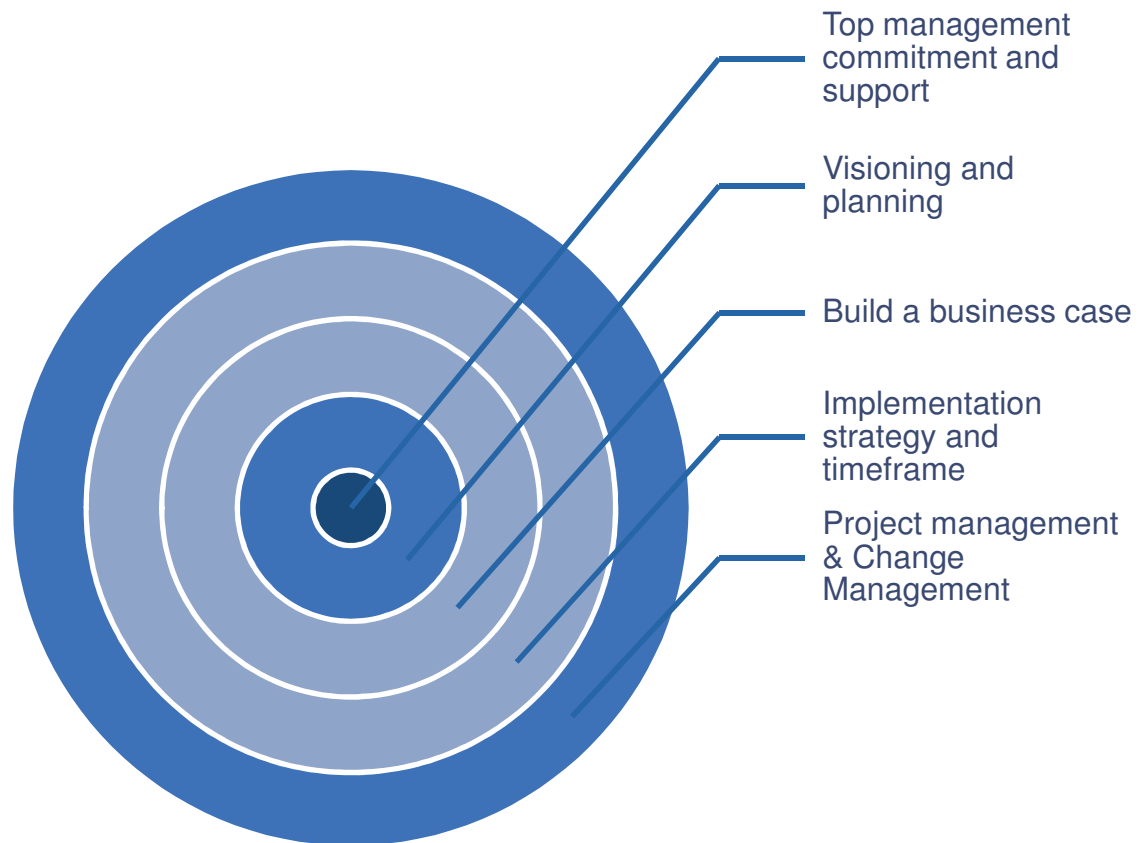 Top management
commitment and
support
Visioning and
planning
Build a business case
Implementation
strategy and
timeframe
Project management
& Change
Management